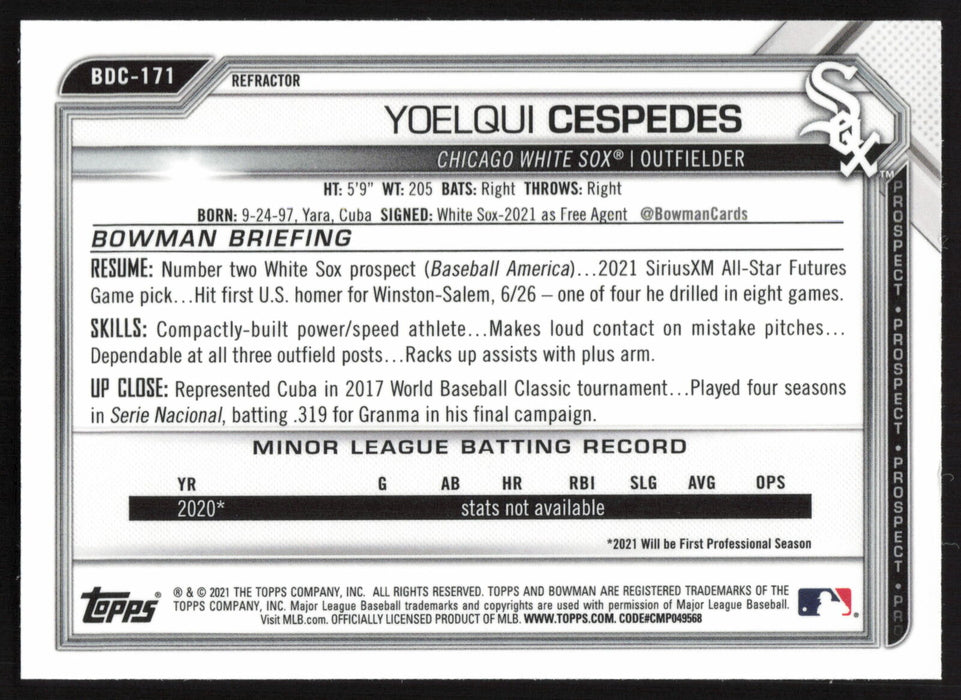 BDC-171
REFRACTOR
YOELQUI CESPEDES
SOX
CHICAGO WHITE SOX® | OUTFIELDER
TM
HT: 5'9" WT: 205 BATS: Right THROWS: Right
BORN: 9-24-97, Yara, Cuba SIGNED: White Sox-2021 as Free Agent @BowmanCards
BOWMAN BRIEFING
RESUME: Number two White Sox prospect (Baseball America)...2021 SiriusXM All-Star Futures
Game pick...Hit first U.S. homer for Winston-Salem, 6/26 – one of four he drilled in eight games.
SKILLS: Compactly-built power/speed athlete...Makes loud contact on mistake pitches...
Dependable at all three outfield posts...Racks up assists with plus arm.
UP CLOSE: Represented Cuba in 2017 World Baseball Classic tournament...Played four seasons
in Serie Nacional, batting .319 for Granma in his final campaign.
MINOR LEAGUE BATTING RECORD
YR G AB HR RBI SLG AVG OPS
2020* stats not available
*2021 Will be First Professional Season
PROSPECT • PROSPECT • PROSPECT • PRO
TOPPS®
® & © 2021 THE TOPPS COMPANY, INC. ALL RIGHTS RESERVED. TOPPS AND BOWMAN ARE REGISTERED TRADEMARKS OF THE
TOPPS COMPANY, INC. Major League Baseball trademarks and copyrights are used with permission of Major League Baseball.
Visit MLB.com. OFFICIALLY LICENSED PRODUCT OF MLB. WWW.TOPPS.COM. CODE#CMP049568
®